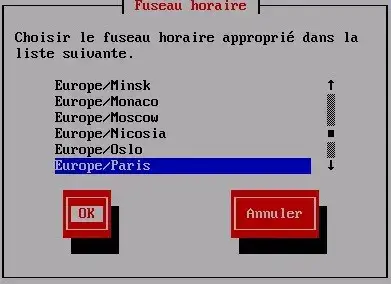 Fuseau horaire
Choisir le fuseau horaire approprié dans la
liste suivante.
Europe/Minsk
Europe/Monaco
Europe/Moscow
Europe/Nicosia
Europe/Oslo
Europe/Paris
OK
Annuler